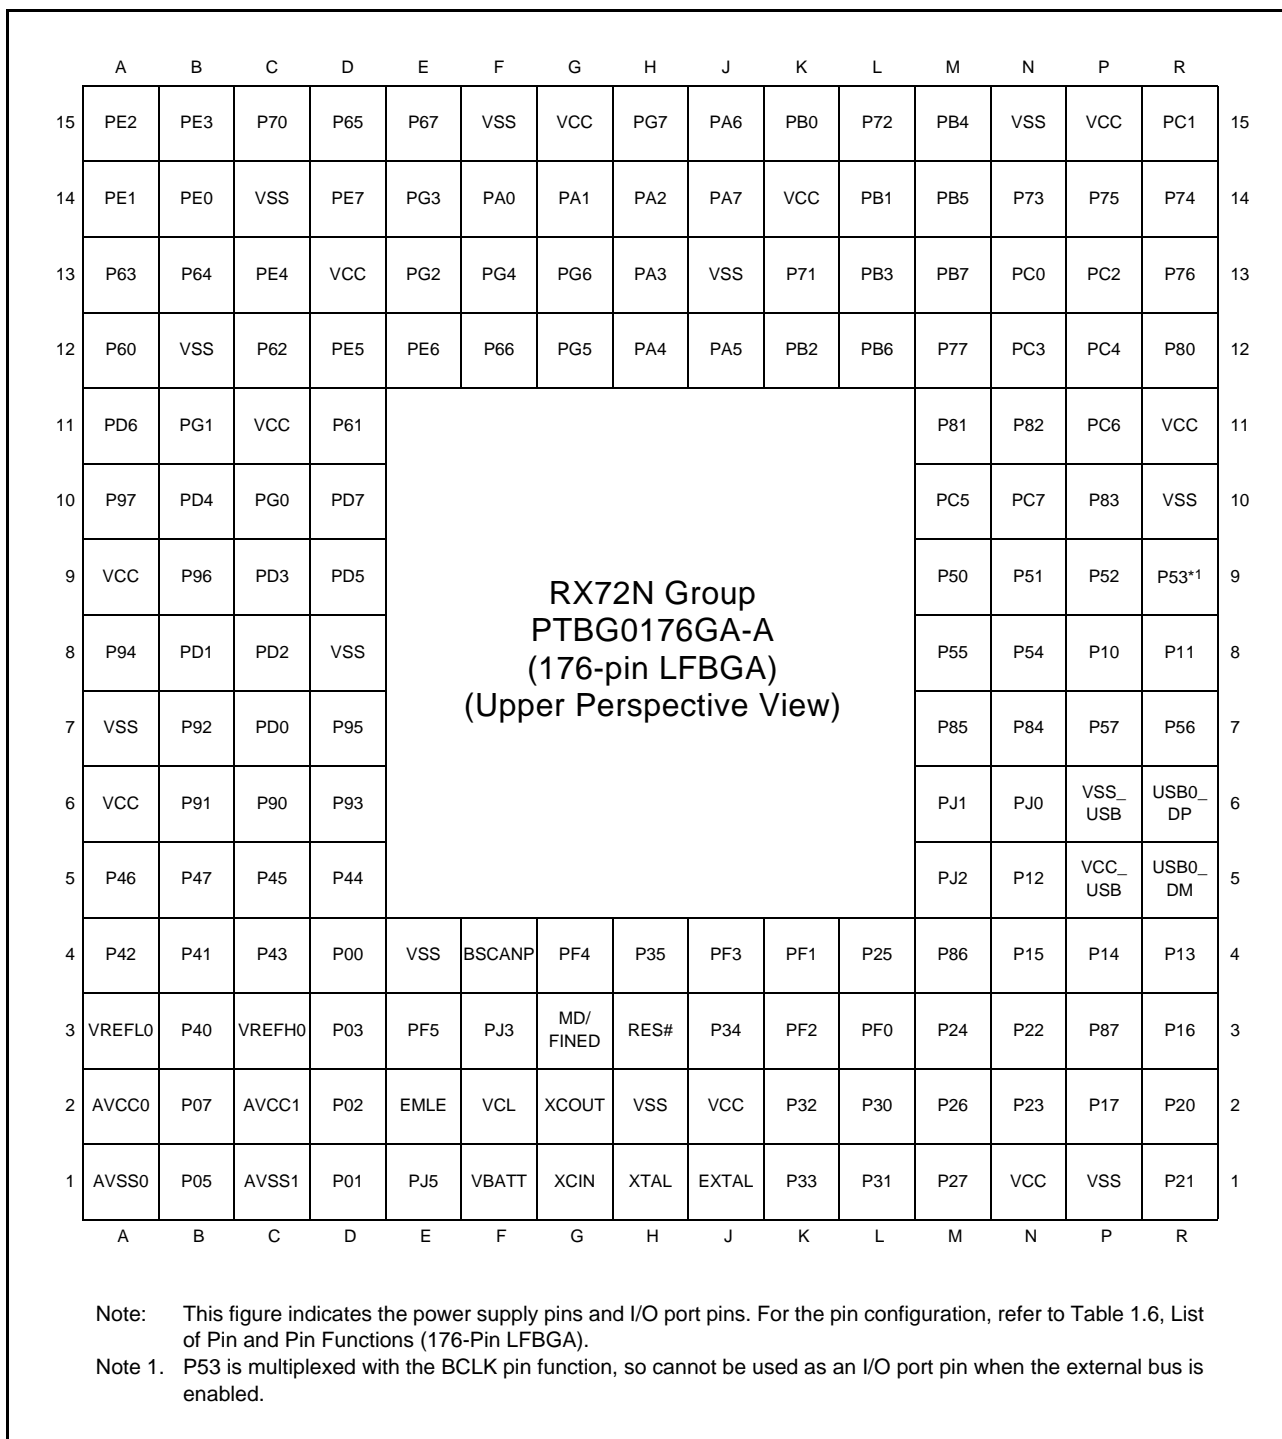 A B C D E F G H J K L M N P R
15 PE2 PE3 P70 P65 P67 VSS VCC PG7 PA6 PB0 P72 PB4 VSS VCC PC1 15
14 PE1 PE0 VSS PE7 PG3 PA0 PA1 PA2 PA7 VCC PB1 PB5 P73 P75 P74 14
13 P63 P64 PE4 VCC PG2 PG4 PG6 PA3 VSS P71 PB3 PB7 PC0 PC2 P76 13
12 P60 VSS P62 PE5 PE6 P66 PG5 PA4 PA5 PB2 PB6 P77 PC3 PC4 P80 12
11 PD6 PG1 VCC P61 P81 P82 PC6 VCC 11
10 P97 PD4 PG0 PD7 PC5 PC7 P83 VSS 10
9 VCC P96 PD3 PD5 P50 P51 P52 P53*1 9
8 P94 PD1 PD2 VSS P55 P54 P10 P11 8
7 VSS P92 PD0 P95 P85 P84 P57 P56 7
RX72N Group
PTBG0176GA-A
(176-pin LFBGA)
(Upper Perspective View)
6 VCC P91 P90 P93 PJ1 PJ0 VSS_ USB USB0_ DP 6
5 P46 P47 P45 P44 PJ2 P12 VCC_ USB USB0_ DM 5
4 P42 P41 P43 P00 VSS BSCANP PF4 P35 PF3 PF1 P25 P86 P15 P14 P13 4
3 VREFL0 P40 VREFH0 P03 PF5 PJ3 MD/ FINED RES# P34 PF2 PF0 P24 P22 P87 P16 3
2 AVCC0 P07 AVCC1 P02 EMLE VCL XCOUT VSS VCC P32 P30 P26 P23 P17 P20 2
1 AVSS0 P05 AVSS1 P01 PJ5 VBATT XCIN XTAL EXTAL P33 P31 P27 VCC VSS P21 1
A B C D E F G H J K L M N P R
Note: This figure indicates the power supply pins and I/O port pins. For the pin configuration, refer to Table 1.6, List
of Pin and Pin Functions (176-Pin LFBGA).
Note 1. P53 is multiplexed with the BCLK pin function, so cannot be used as an I/O port pin when the external bus is
enabled.